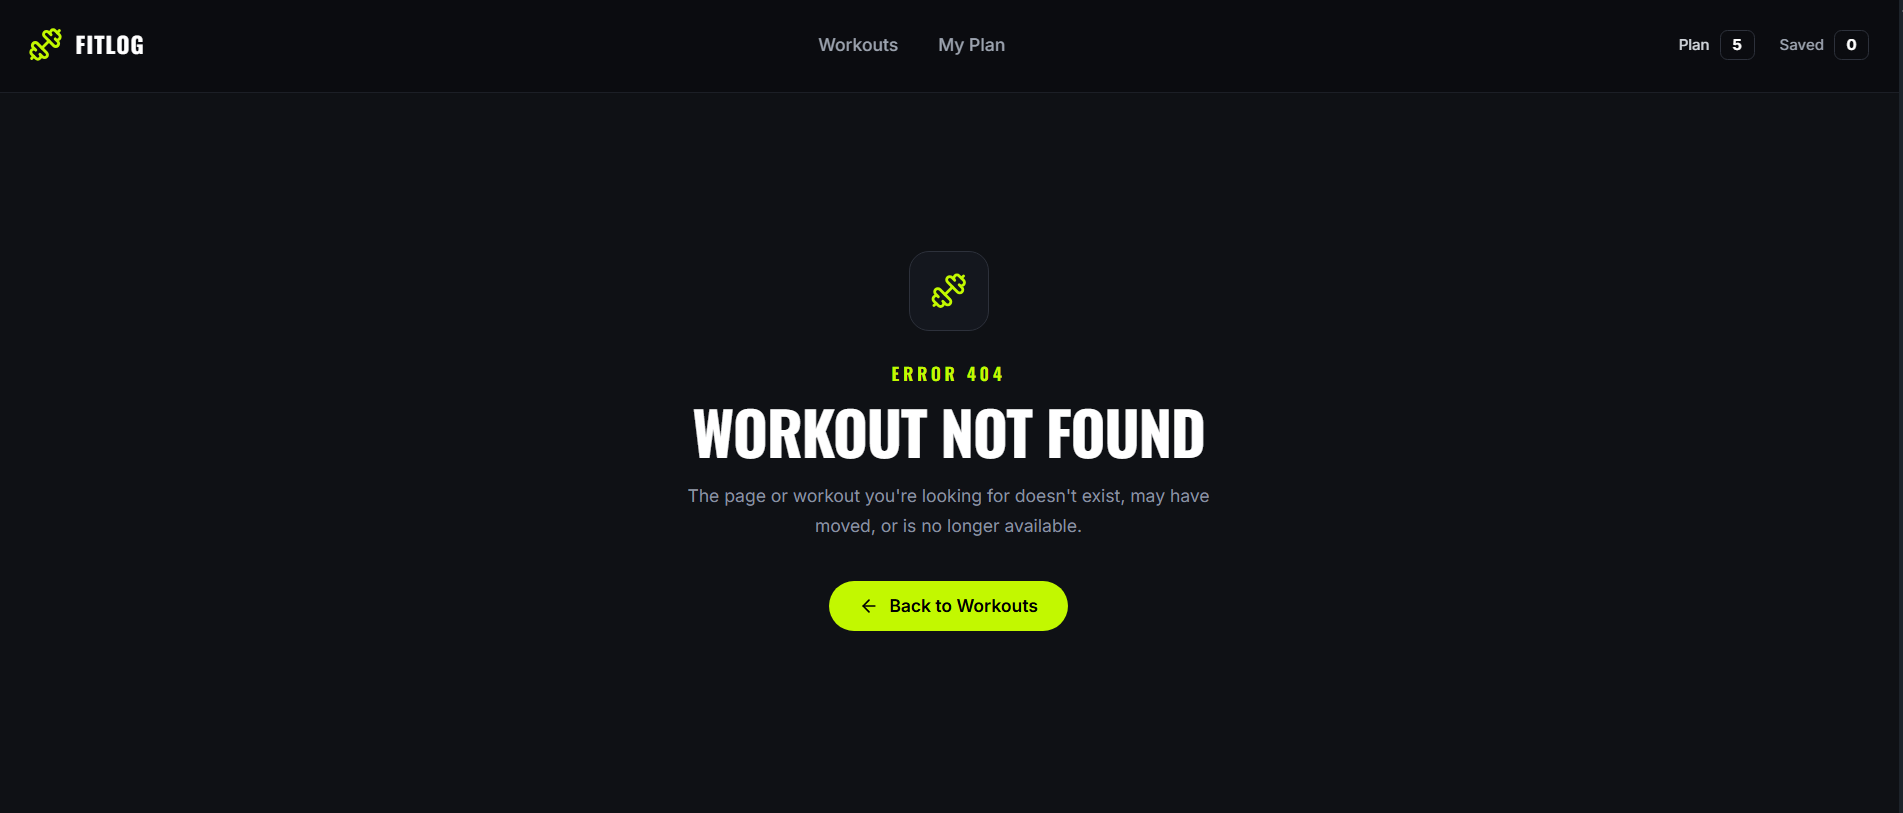 FITLOG
Workouts
My Plan
Plan 5
Saved 0
ERROR 404
WORKOUT NOT FOUND
The page or workout you're looking for doesn't exist, may have
moved, or is no longer available.
Back to Workouts